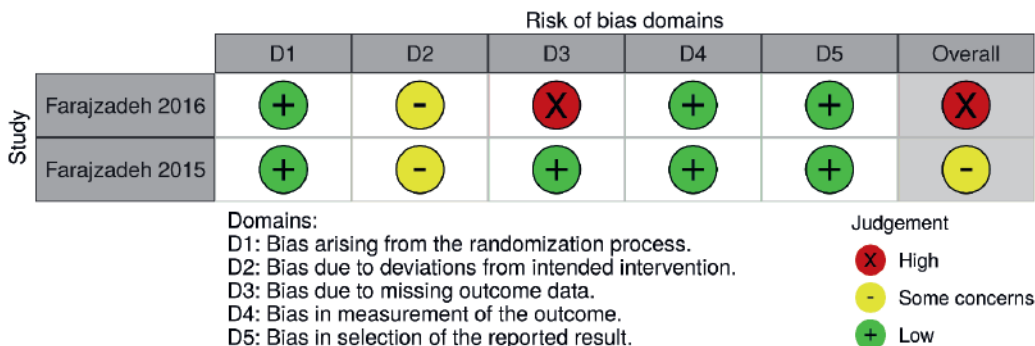 Risk of bias domains
D1 D2 D3 D4 D5 Overall
Study
Farajzadeh 2016 + - X + + X
Farajzadeh 2015 + - + + + -
Domains:
D1: Bias arising from the randomization process.
D2: Bias due to deviations from intended intervention.
D3: Bias due to missing outcome data.
D4: Bias in measurement of the outcome.
D5: Bias in selection of the reported result.
Judgement
X High
- Some concerns
+ Low